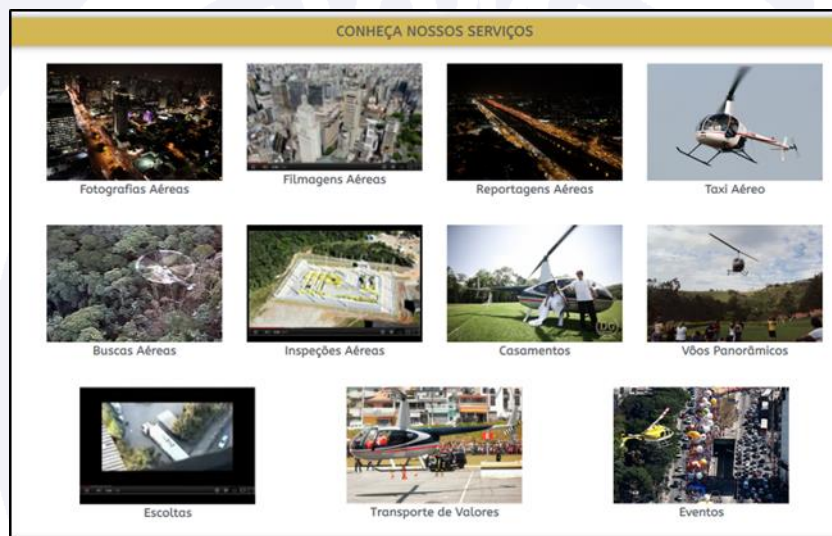 CONHEÇA NOSSOS SERVIÇOS
Fotografias Aéreas
Filmagens Aéreas
Reportagens Aéreas
Taxi Aéreo
Buscas Aéreas
Inspeções Aéreas
Casamentos
Vôos Panorâmicos
Escoltas
Transporte de Valores
Eventos